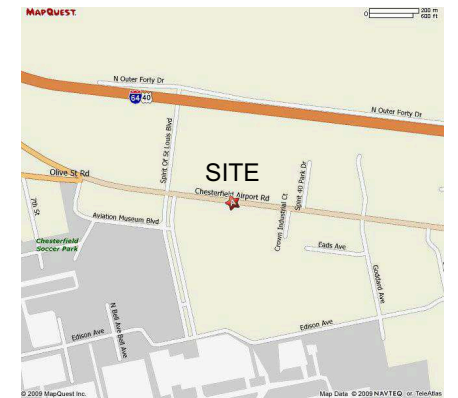 MAPQUEST.
0 200 m
600 ft
N Outer Forty Dr
64 40
N Outer Forty Dr
Spirit Of St Louis Blvd
SITE
Olive St Rd
Chesterfield Airport Rd
Spirit 40 Park Dr
Crown Industrial Ct
7th St
Aviation Museum Blvd
Chesterfield
Soccer Park
Eads Ave
Goddard Ave
N Bell Ave
Bell Ave
Edison Ave
Edison Ave
© 2009 MapQuest Inc.
Map Data © 2009 NAVTEQ or TeleAtlas